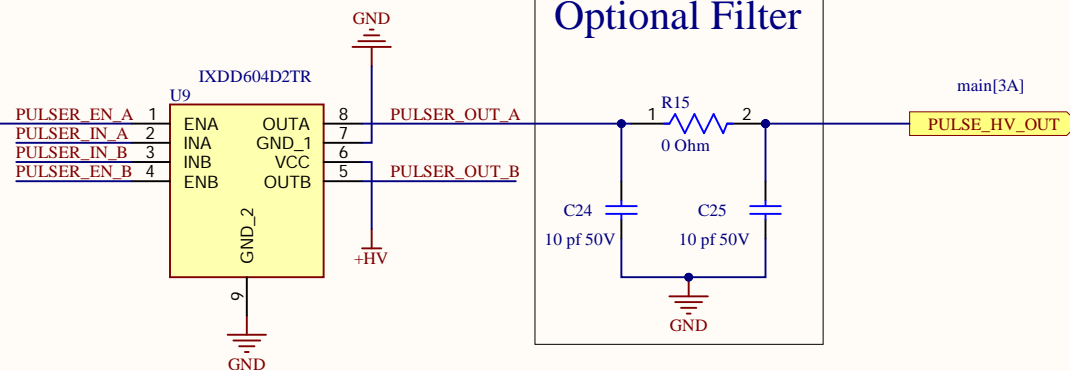 Optional Filter
GND
IXDD604D2TR
U9
main[3A]
PULSER_EN_A 1 ENA OUTA 8 PULSER_OUT_A
R15
1 2
0 Ohm
PULSE_HV_OUT
PULSER_IN_A 2 INA GND_1 7
PULSER_IN_B 3 INB VCC 6
PULSER_EN_B 4 ENB OUTB 5 PULSER_OUT_B
GND_2
C24
10 pf 50V
C25
10 pf 50V
+HV
9
GND
GND